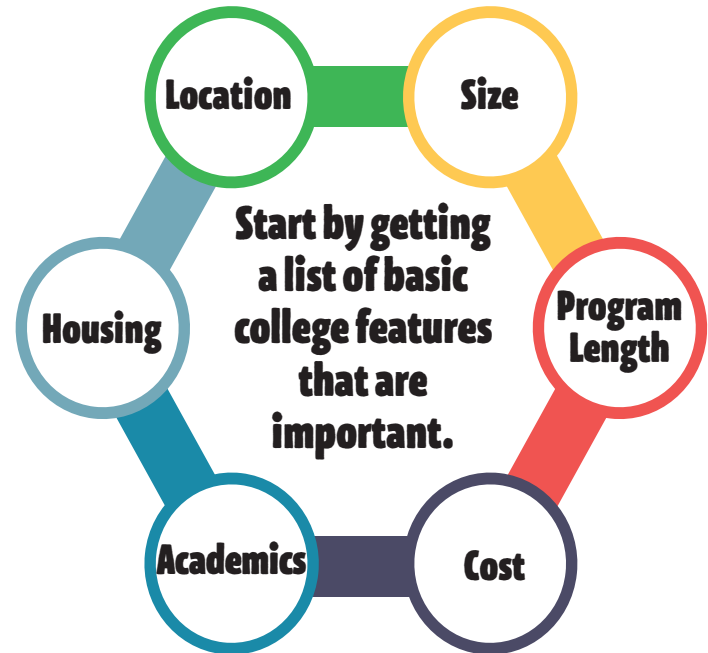 Location
Size
Start by getting
a list of basic
college features
that are
important.
Housing
Program
Length
Academics
Cost